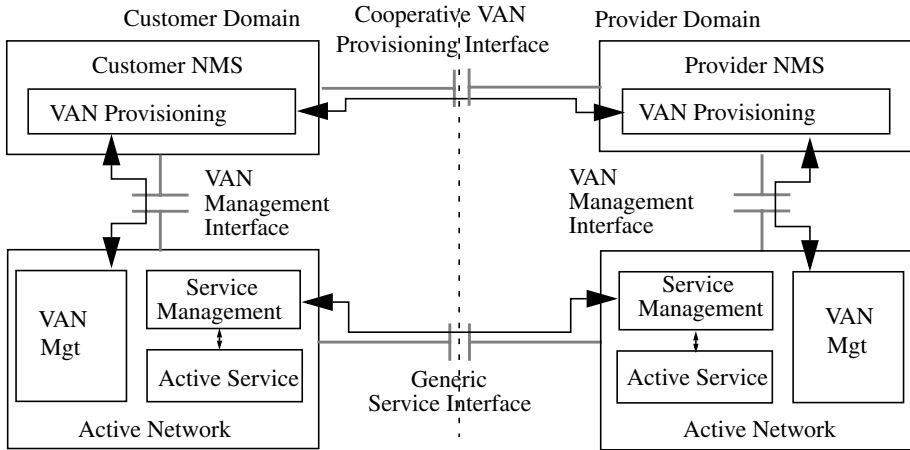 Customer Domain
Cooperative VAN
Provisioning Interface
Provider Domain
Customer NMS
VAN Provisioning
Provider NMS
VAN Provisioning
VAN
Management
Interface
VAN
Management
Interface
VAN
Mgt
Service
Management
Active Service
Active Network
Generic
Service Interface
Service
Management
Active Service
VAN
Mgt
Active Network